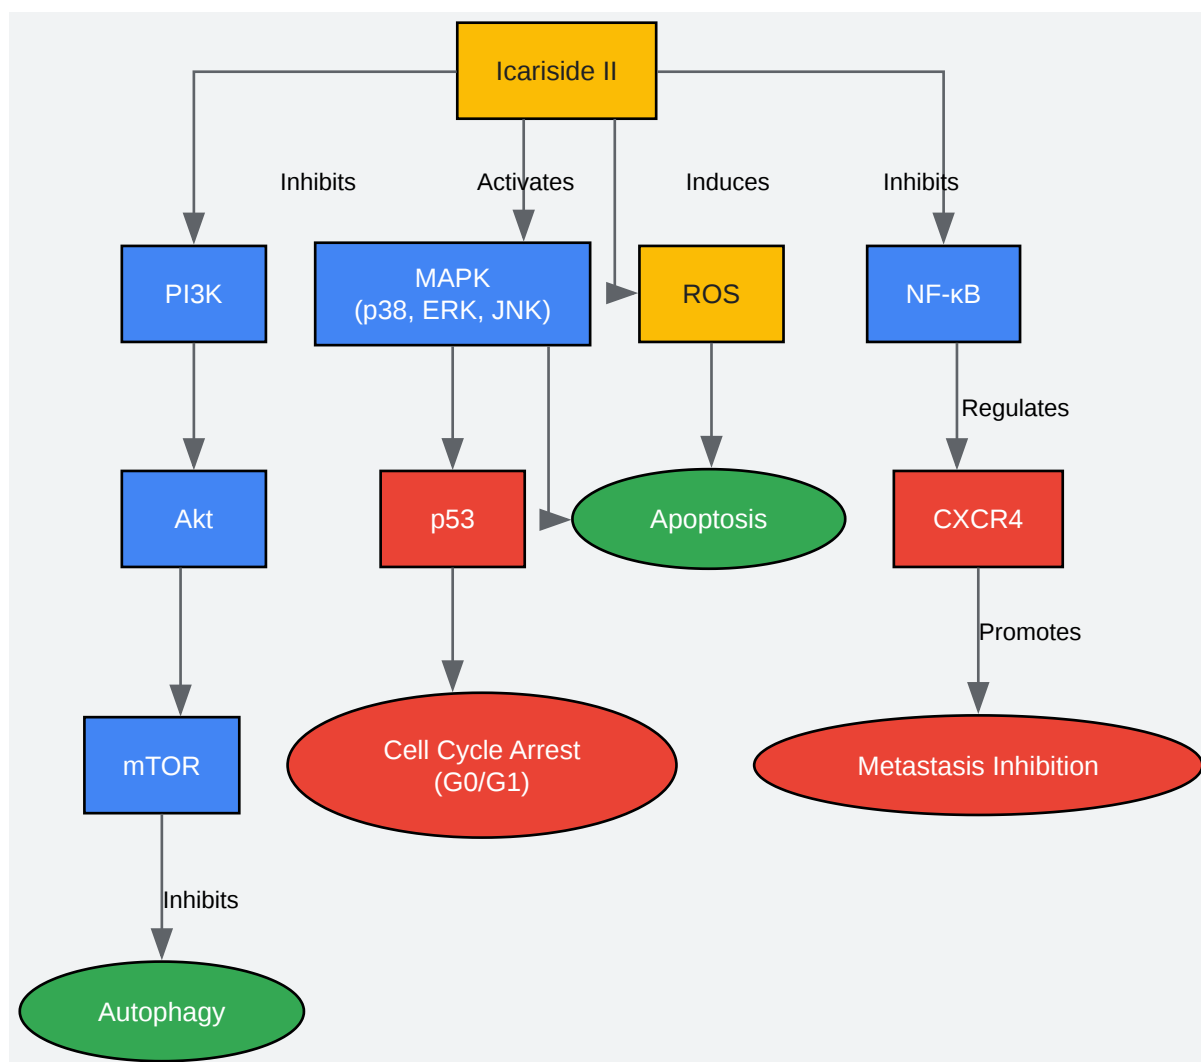 Icariside II
Inhibits
Activates
Induces
Inhibits
PI3K
MAPK
(p38, ERK, JNK)
ROS
NF-κB
Regulates
Akt
p53
Apoptosis
CXCR4
Promotes
mTOR
Cell Cycle Arrest
(G0/G1)
Metastasis Inhibition
Inhibits
Autophagy